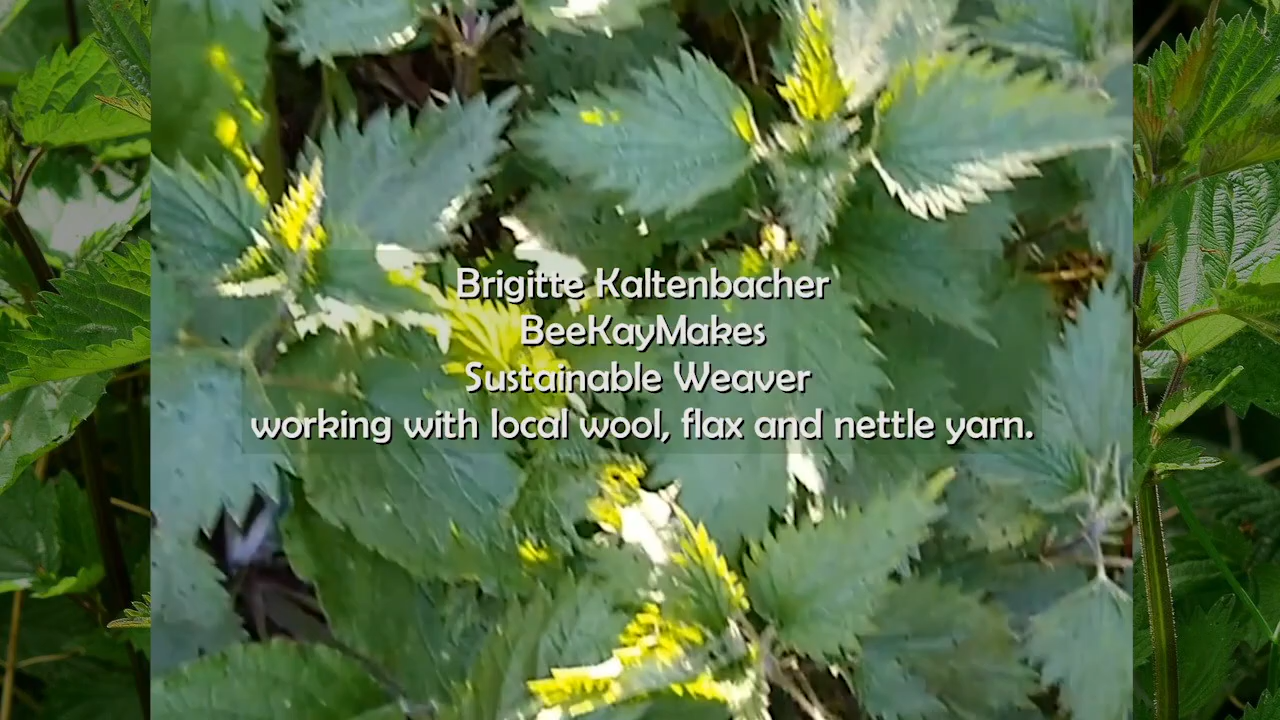 Brigitte Kaltenbacher
BeeKayMakes
Sustainable Weaver
working with local wool, flax and nettle yarn.